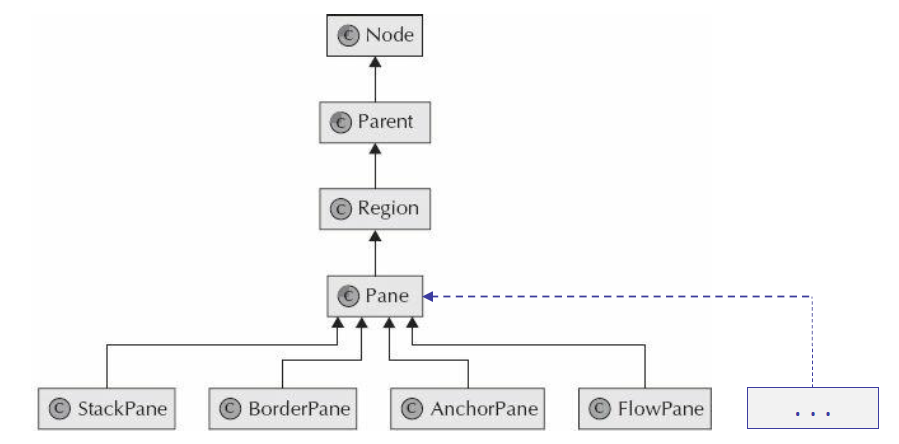 C Node
C Parent
C Region
C Pane
C StackPane
C BorderPane
C AnchorPane
C FlowPane
...